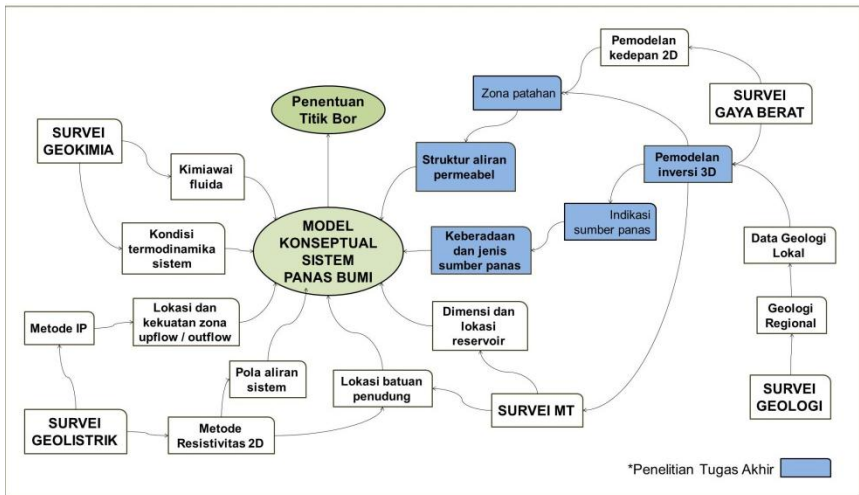 Pemodelan
kedepan 2D
Zona patahan
SURVEI
GAYA BERAT
Penentuan
Titik Bor
SURVEI
GEOKIMIA
Kimiawai
fluida
Struktur aliran
permeabel
Pemodelan
inversi 3D
Kondisi
termodinamika
sistem
MODEL
KONSEPTUAL
SISTEM
PANAS BUMI
Keberadaan
dan jenis
sumber panas
Indikasi
sumber panas
Data Geologi
Lokal
Metode IP
Lokasi dan
kekuatan zona
upflow / outflow
Dimensi dan
lokasi
reservoir
Geologi
Regional
Pola aliran
sistem
Lokasi batuan
penudung
SURVEI
GEOLISTRIK
Metode
Resistivitas 2D
SURVEI MT
SURVEI
GEOLOGI
*Penelitian Tugas Akhir